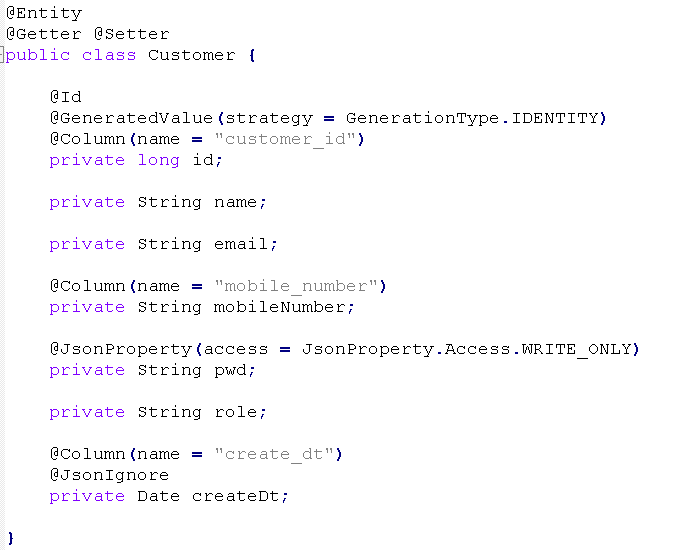 @Entity
@Getter @Setter
public class Customer {
@Id
@GeneratedValue(strategy = GenerationType.IDENTITY)
@Column(name = "customer_id")
private long id;
private String name;
private String email;
@Column(name = "mobile_number")
private String mobileNumber;
@JsonProperty(access = JsonProperty.Access.WRITE_ONLY)
private String pwd;
private String role;
@Column(name = "create_dt")
@JsonIgnore
private Date createDt;
}